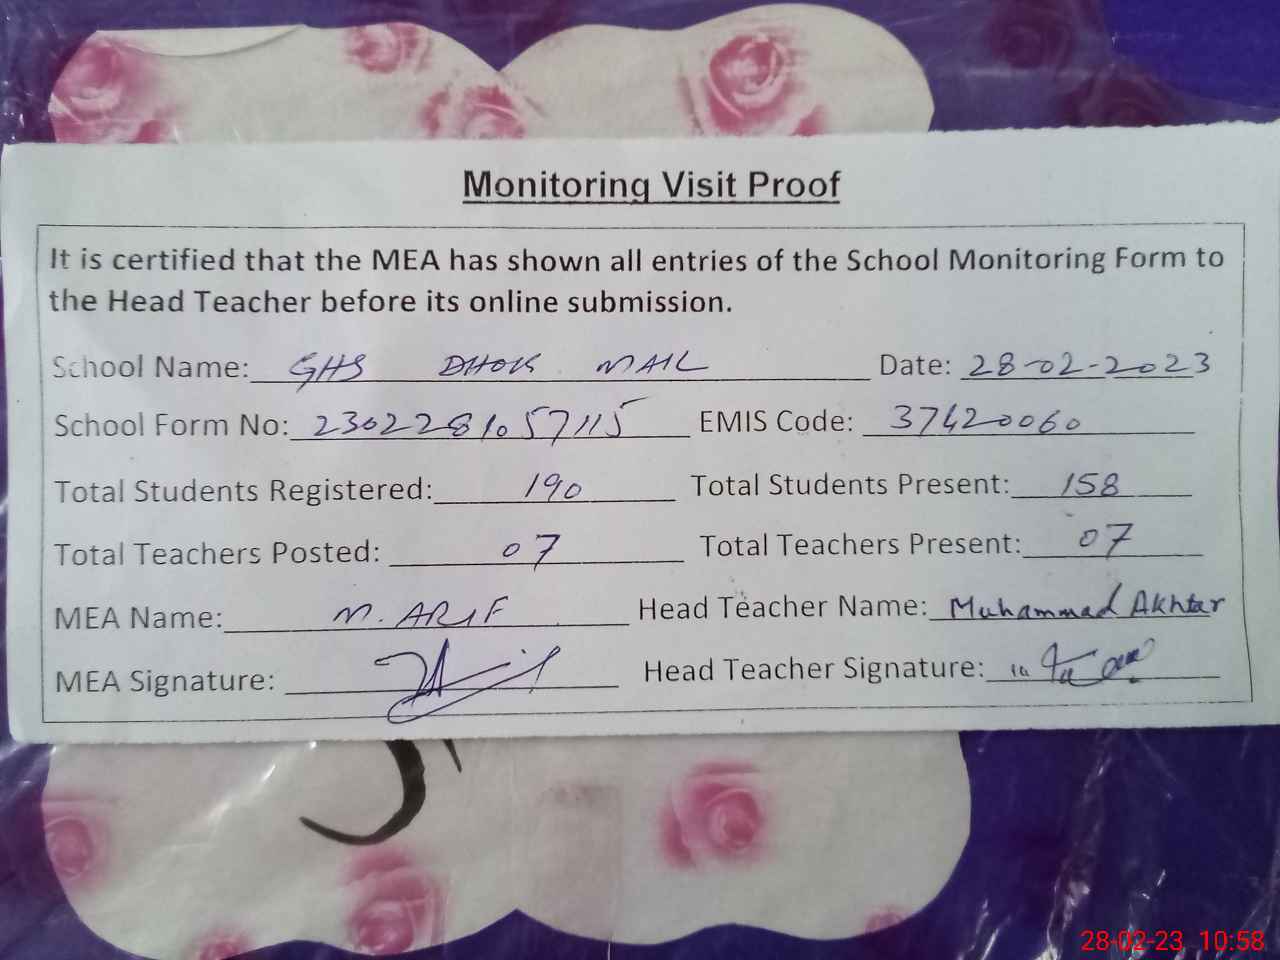 Monitoring Visit Proof
It is certified that the MEA has shown all entries of the School Monitoring Form to
the Head Teacher before its online submission.
School Name: GHS DHOK MAIL Date: 28-02-2023
School Form No: 2302281057115 EMIS Code: 37420060
Total Students Registered: 190 Total Students Present: 158
Total Teachers Posted: 07 Total Teachers Present: 07
MEA Name: M. ARIF Head Teacher Name: Muhammad Akhtar
MEA Signature: Head Teacher Signature:
28-02-23 10:58